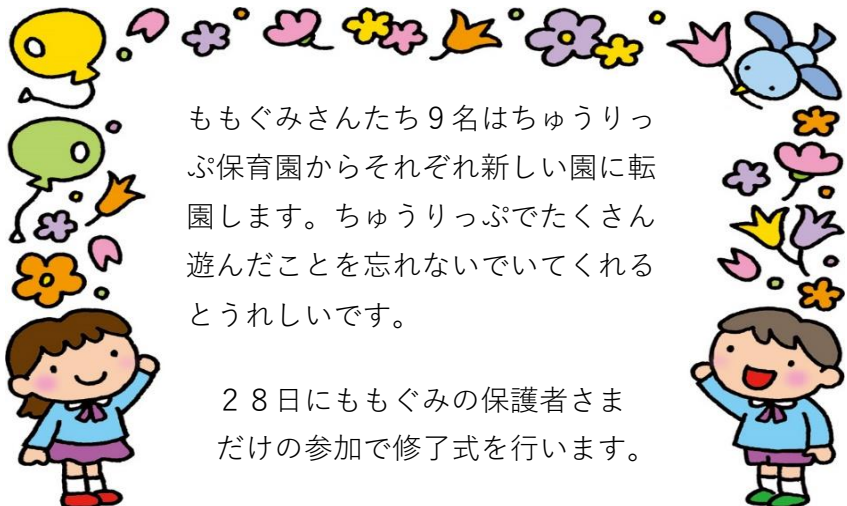 ももぐみさんたち９名はちゅうりっ
ぷ保育園からそれぞれ新しい園に転
園します。ちゅうりっぷでたくさん
遊んだことを忘れないでいてくれる
とうれしいです。
２８日にももぐみの保護者さま
だけの参加で修了式を行います。